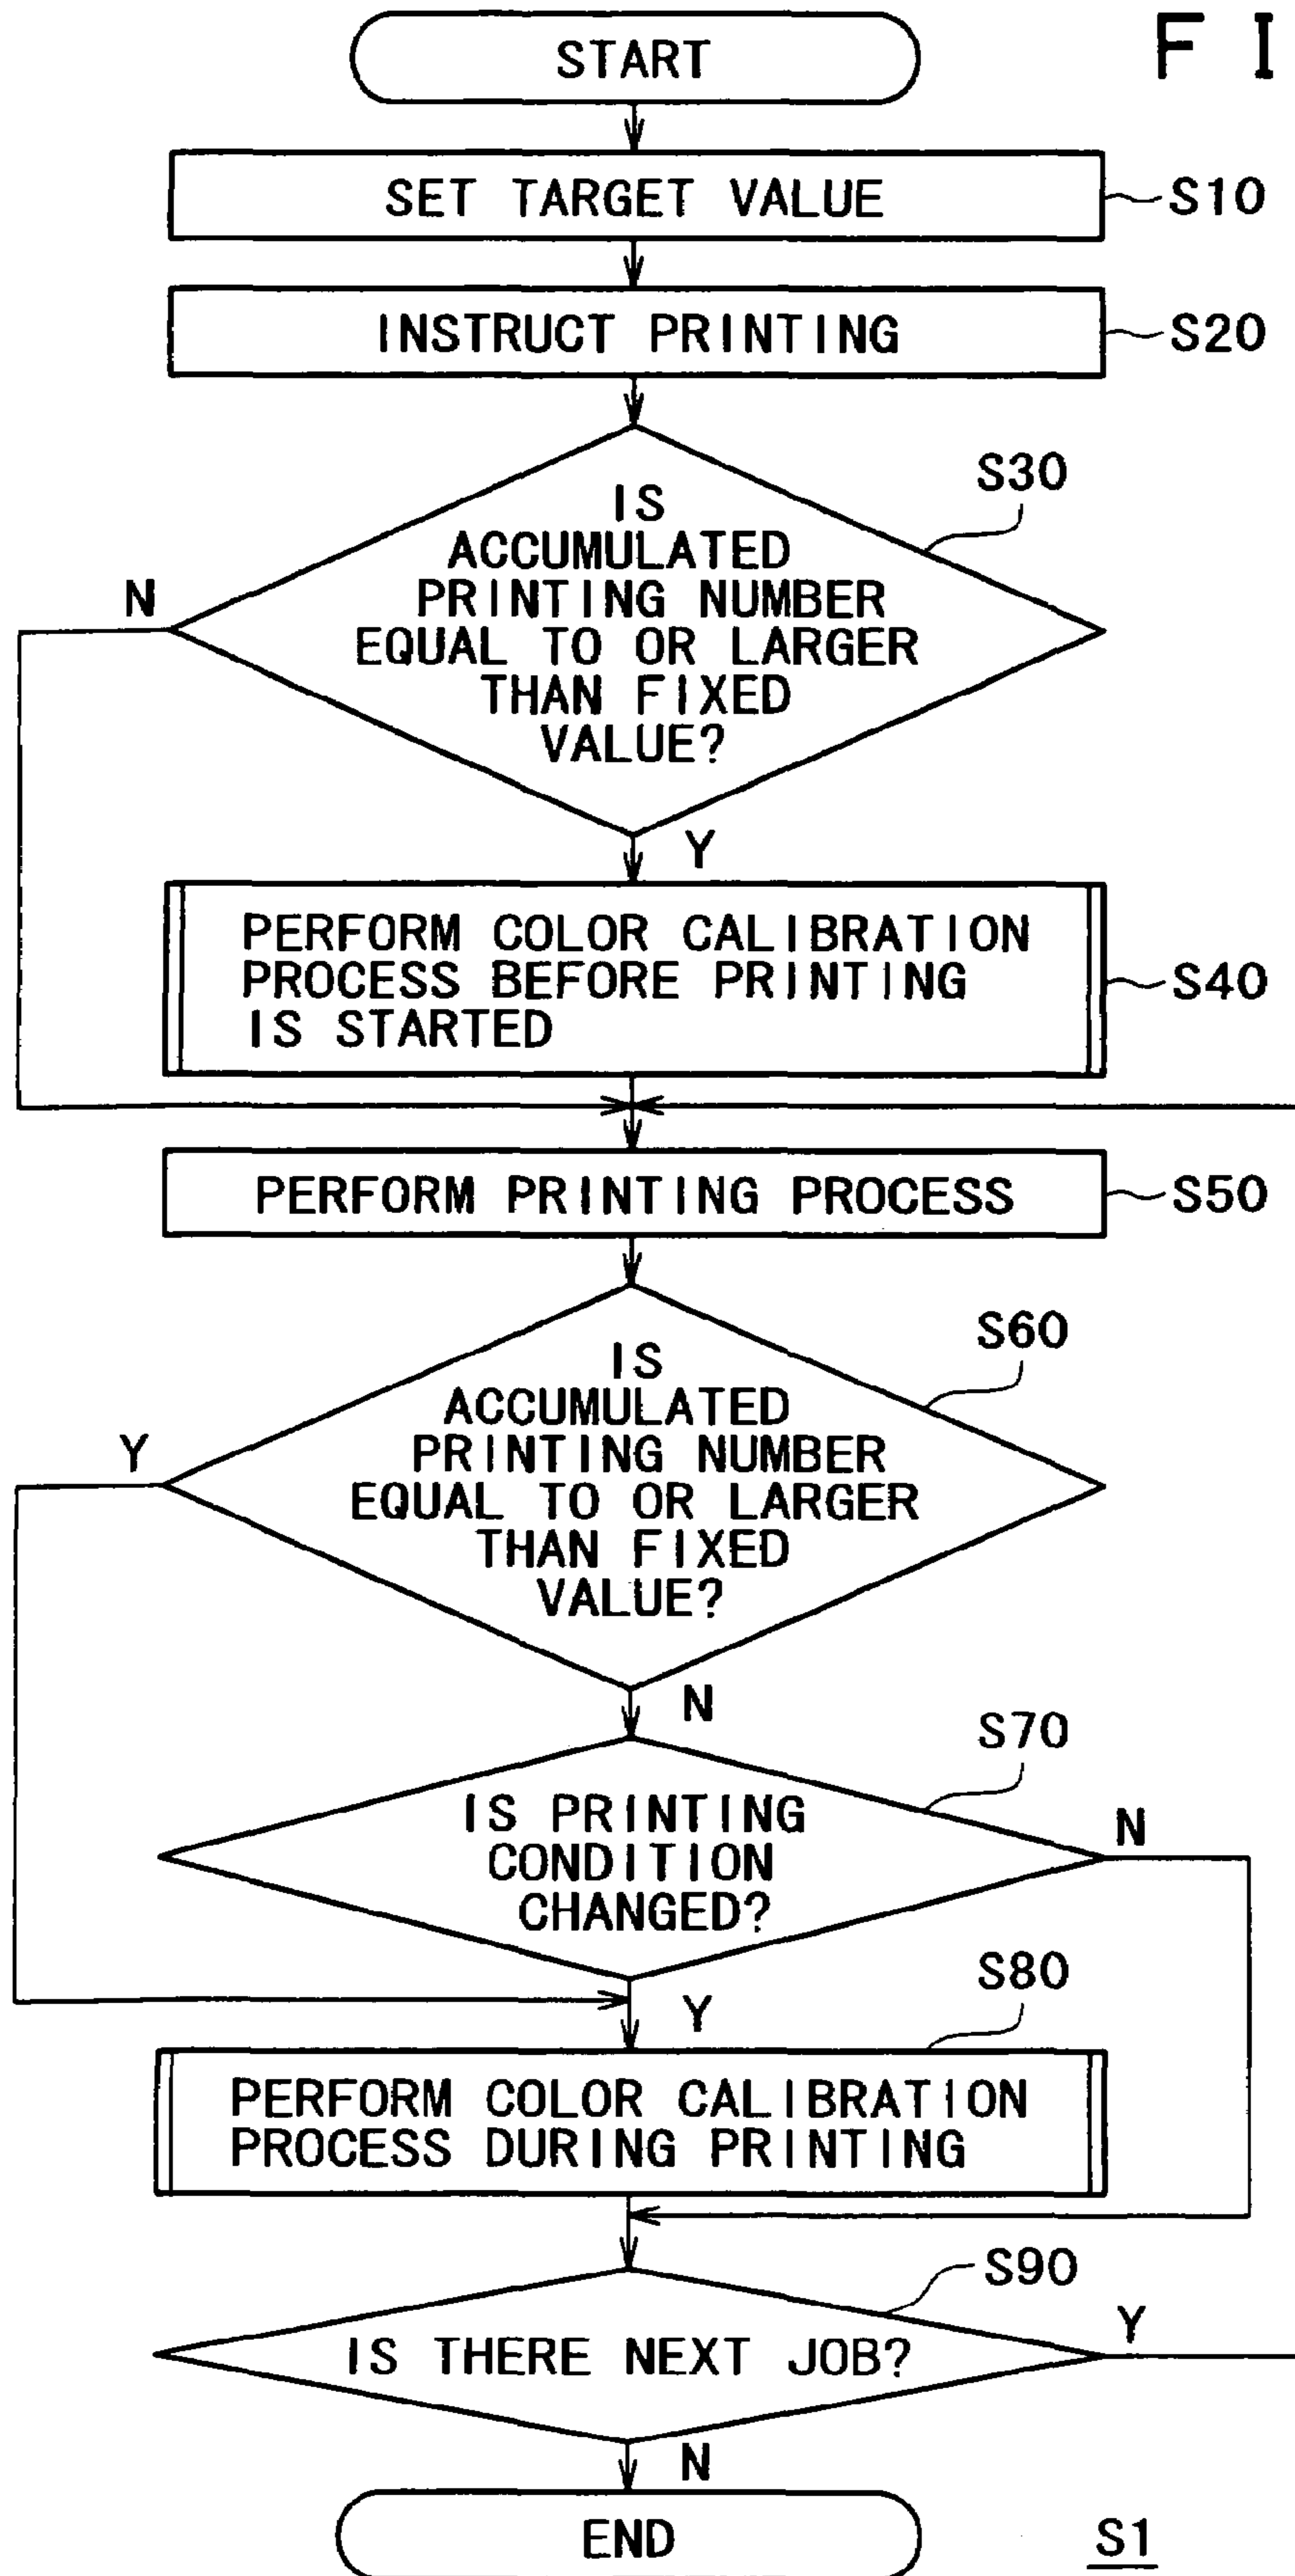 FI
START
SET TARGET VALUE
S10
INSTRUCT PRINTING
S20
S30
IS
ACCUMULATED
PRINTING NUMBER
EQUAL TO OR LARGER
THAN FIXED
VALUE?
N
Y
PERFORM COLOR CALIBRATION
PROCESS BEFORE PRINTING
IS STARTED
S40
PERFORM PRINTING PROCESS
S50
S60
IS
ACCUMULATED
PRINTING NUMBER
EQUAL TO OR LARGER
THAN FIXED
VALUE?
Y
N
S70
IS PRINTING
CONDITION
CHANGED?
N
Y
S80
PERFORM COLOR CALIBRATION
PROCESS DURING PRINTING
S90
IS THERE NEXT JOB?
Y
N
END
S1